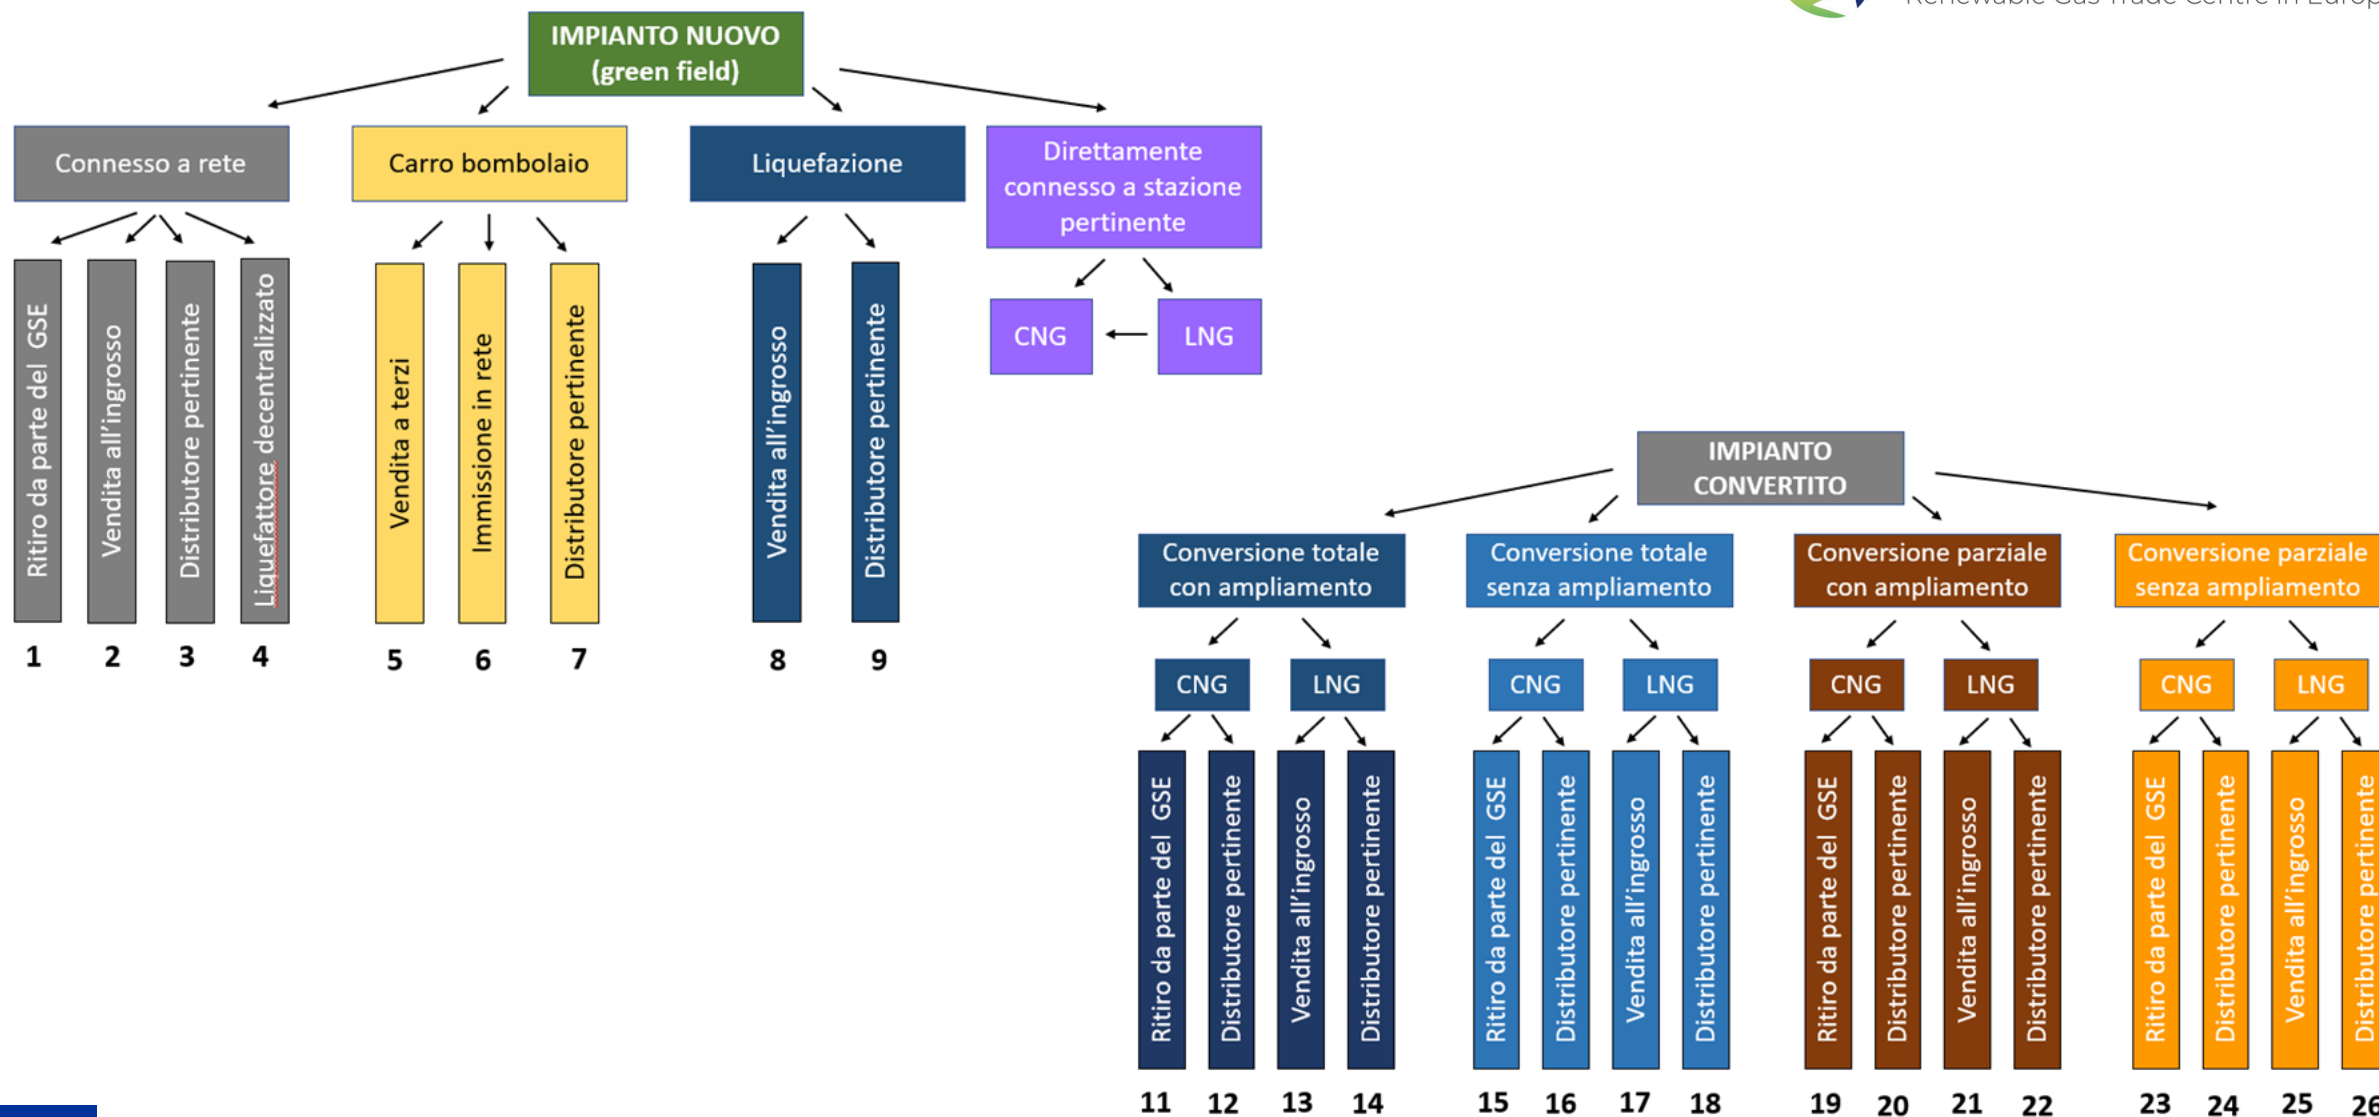 Renewable Gas Trade Centre in Europ
IMPIANTO NUOVO
(green field)
Connesso a rete
Carro bombolaio
Liquefazione
Direttamente
connesso a stazione
pertinente
Ritiro da parte del GSE
Vendita all'ingrosso
Distributore pertinente
Liquefattore decentralizzato
Vendita a terzi
Immissione in rete
Distributore pertinente
Vendita all'ingrosso
Distributore pertinente
CNG
LNG
1
2
3
4
5
6
7
8
9
IMPIANTO
CONVERTITO
Conversione totale
con ampliamento
Conversione totale
senza ampliamento
Conversione parziale
con ampliamento
Conversione parziale
senza ampliamento
CNG
LNG
CNG
LNG
CNG
LNG
CNG
LNG
Ritiro da parte del GSE
Distributore pertinente
Vendita all'ingrosso
Distributore pertinente
Ritiro da parte del GSE
Distributore pertinente
Vendita all'ingrosso
Distributore pertinente
Ritiro da parte del GSE
Distributore pertinente
Vendita all'ingrosso
Distributore pertinente
Ritiro da parte del GSE
Distributore pertinente
Vendita all'ingrosso
Distributore pertinente
11
12
13
14
15
16
17
18
19
20
21
22
23
24
25
26